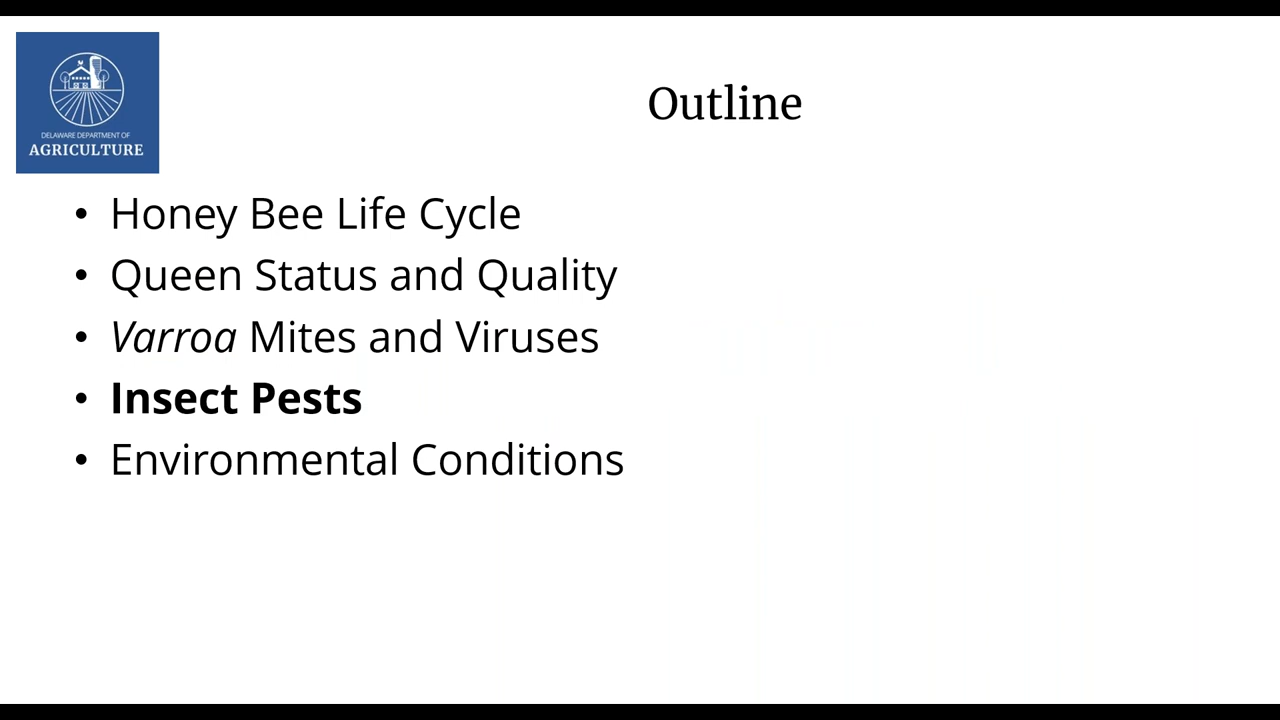 DELAWARE DEPARTMENT OF
AGRICULTURE
Outline
• Honey Bee Life Cycle
• Queen Status and Quality
• Varroa Mites and Viruses
• Insect Pests
• Environmental Conditions